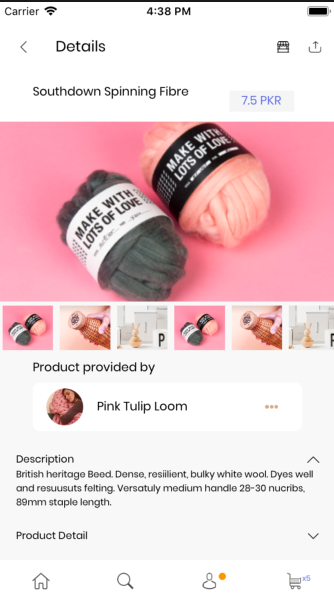 Carrier 4:38 PM
Details
Southdown Spinning Fibre
7.5 PKR
MAKE WITH
LOTS OF LOVE
MAKE WITH
LOTS OF LOVE
P
P
Product provided by
Pink Tulip Loom
Description
British heritage Beed. Dense, resiilient, bulky white wool. Dyes well
and resuusuts felting. Versatuly medium handle 28-30 nucribs,
89mm staple length.
Product Detail
x5